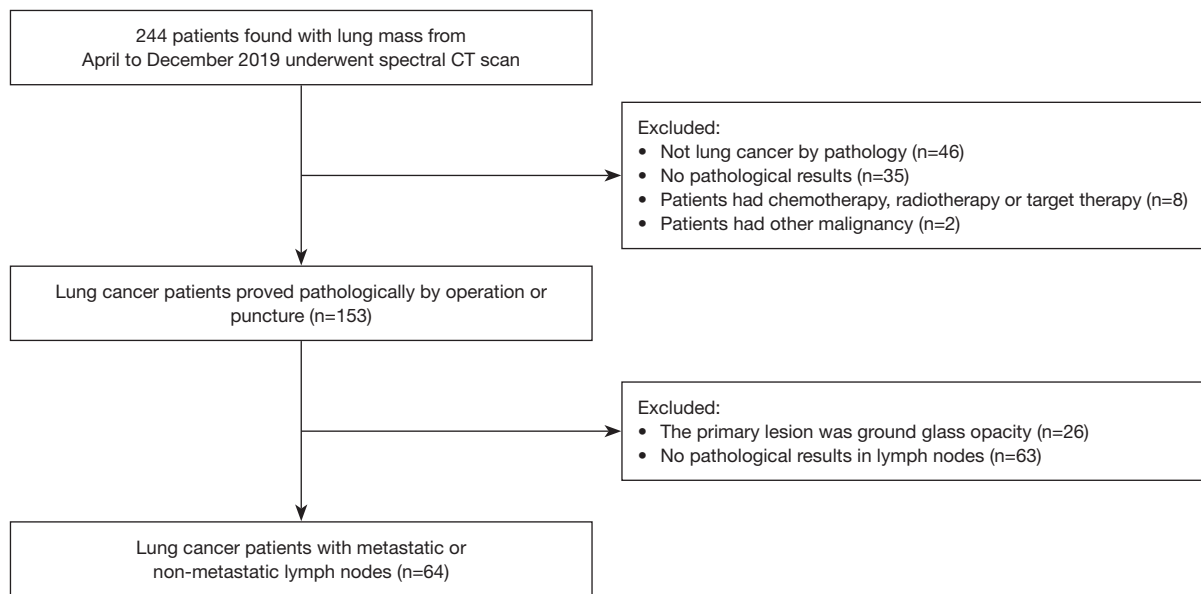 244 patients found with lung mass from
April to December 2019 underwent spectral CT scan
Excluded:
• Not lung cancer by pathology (n=46)
• No pathological results (n=35)
• Patients had chemotherapy, radiotherapy or target therapy (n=8)
• Patients had other malignancy (n=2)
Lung cancer patients proved pathologically by operation or
puncture (n=153)
Excluded:
• The primary lesion was ground glass opacity (n=26)
• No pathological results in lymph nodes (n=63)
Lung cancer patients with metastatic or
non-metastatic lymph nodes (n=64)